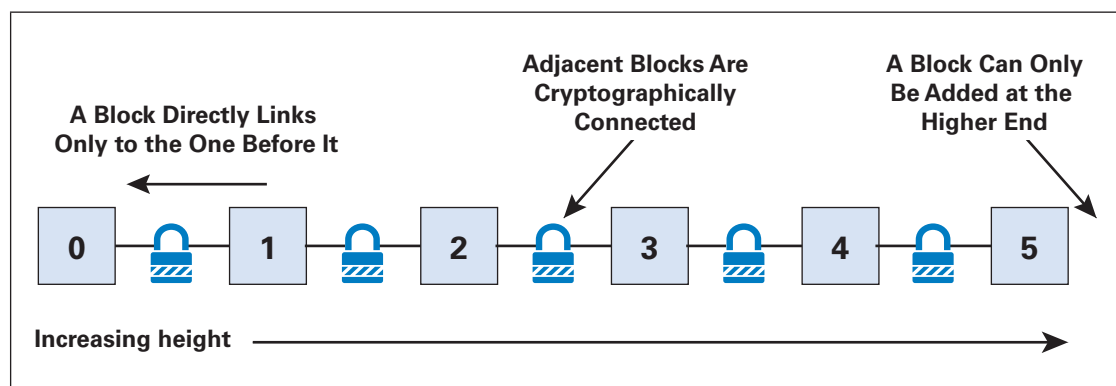 A Block Directly Links
Only to the One Before It
Adjacent Blocks Are
Cryptographically
Connected
A Block Can Only
Be Added at the
Higher End
0 1 2 3 4 5
Increasing height